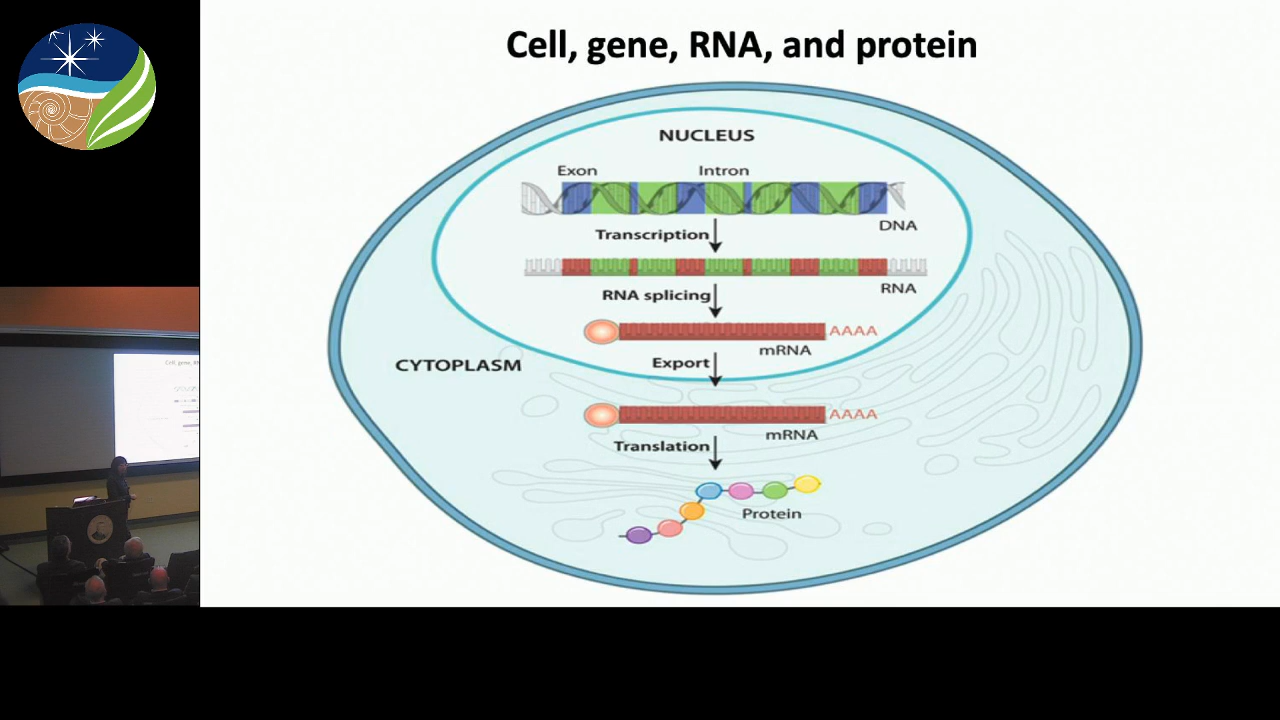 Cell, gene, RNA, and protein
NUCLEUS
Exon
Intron
DNA
Transcription
RNA
RNA splicing
AAAA
mRNA
Export
CYTOPLASM
AAAA
mRNA
Translation
Protein